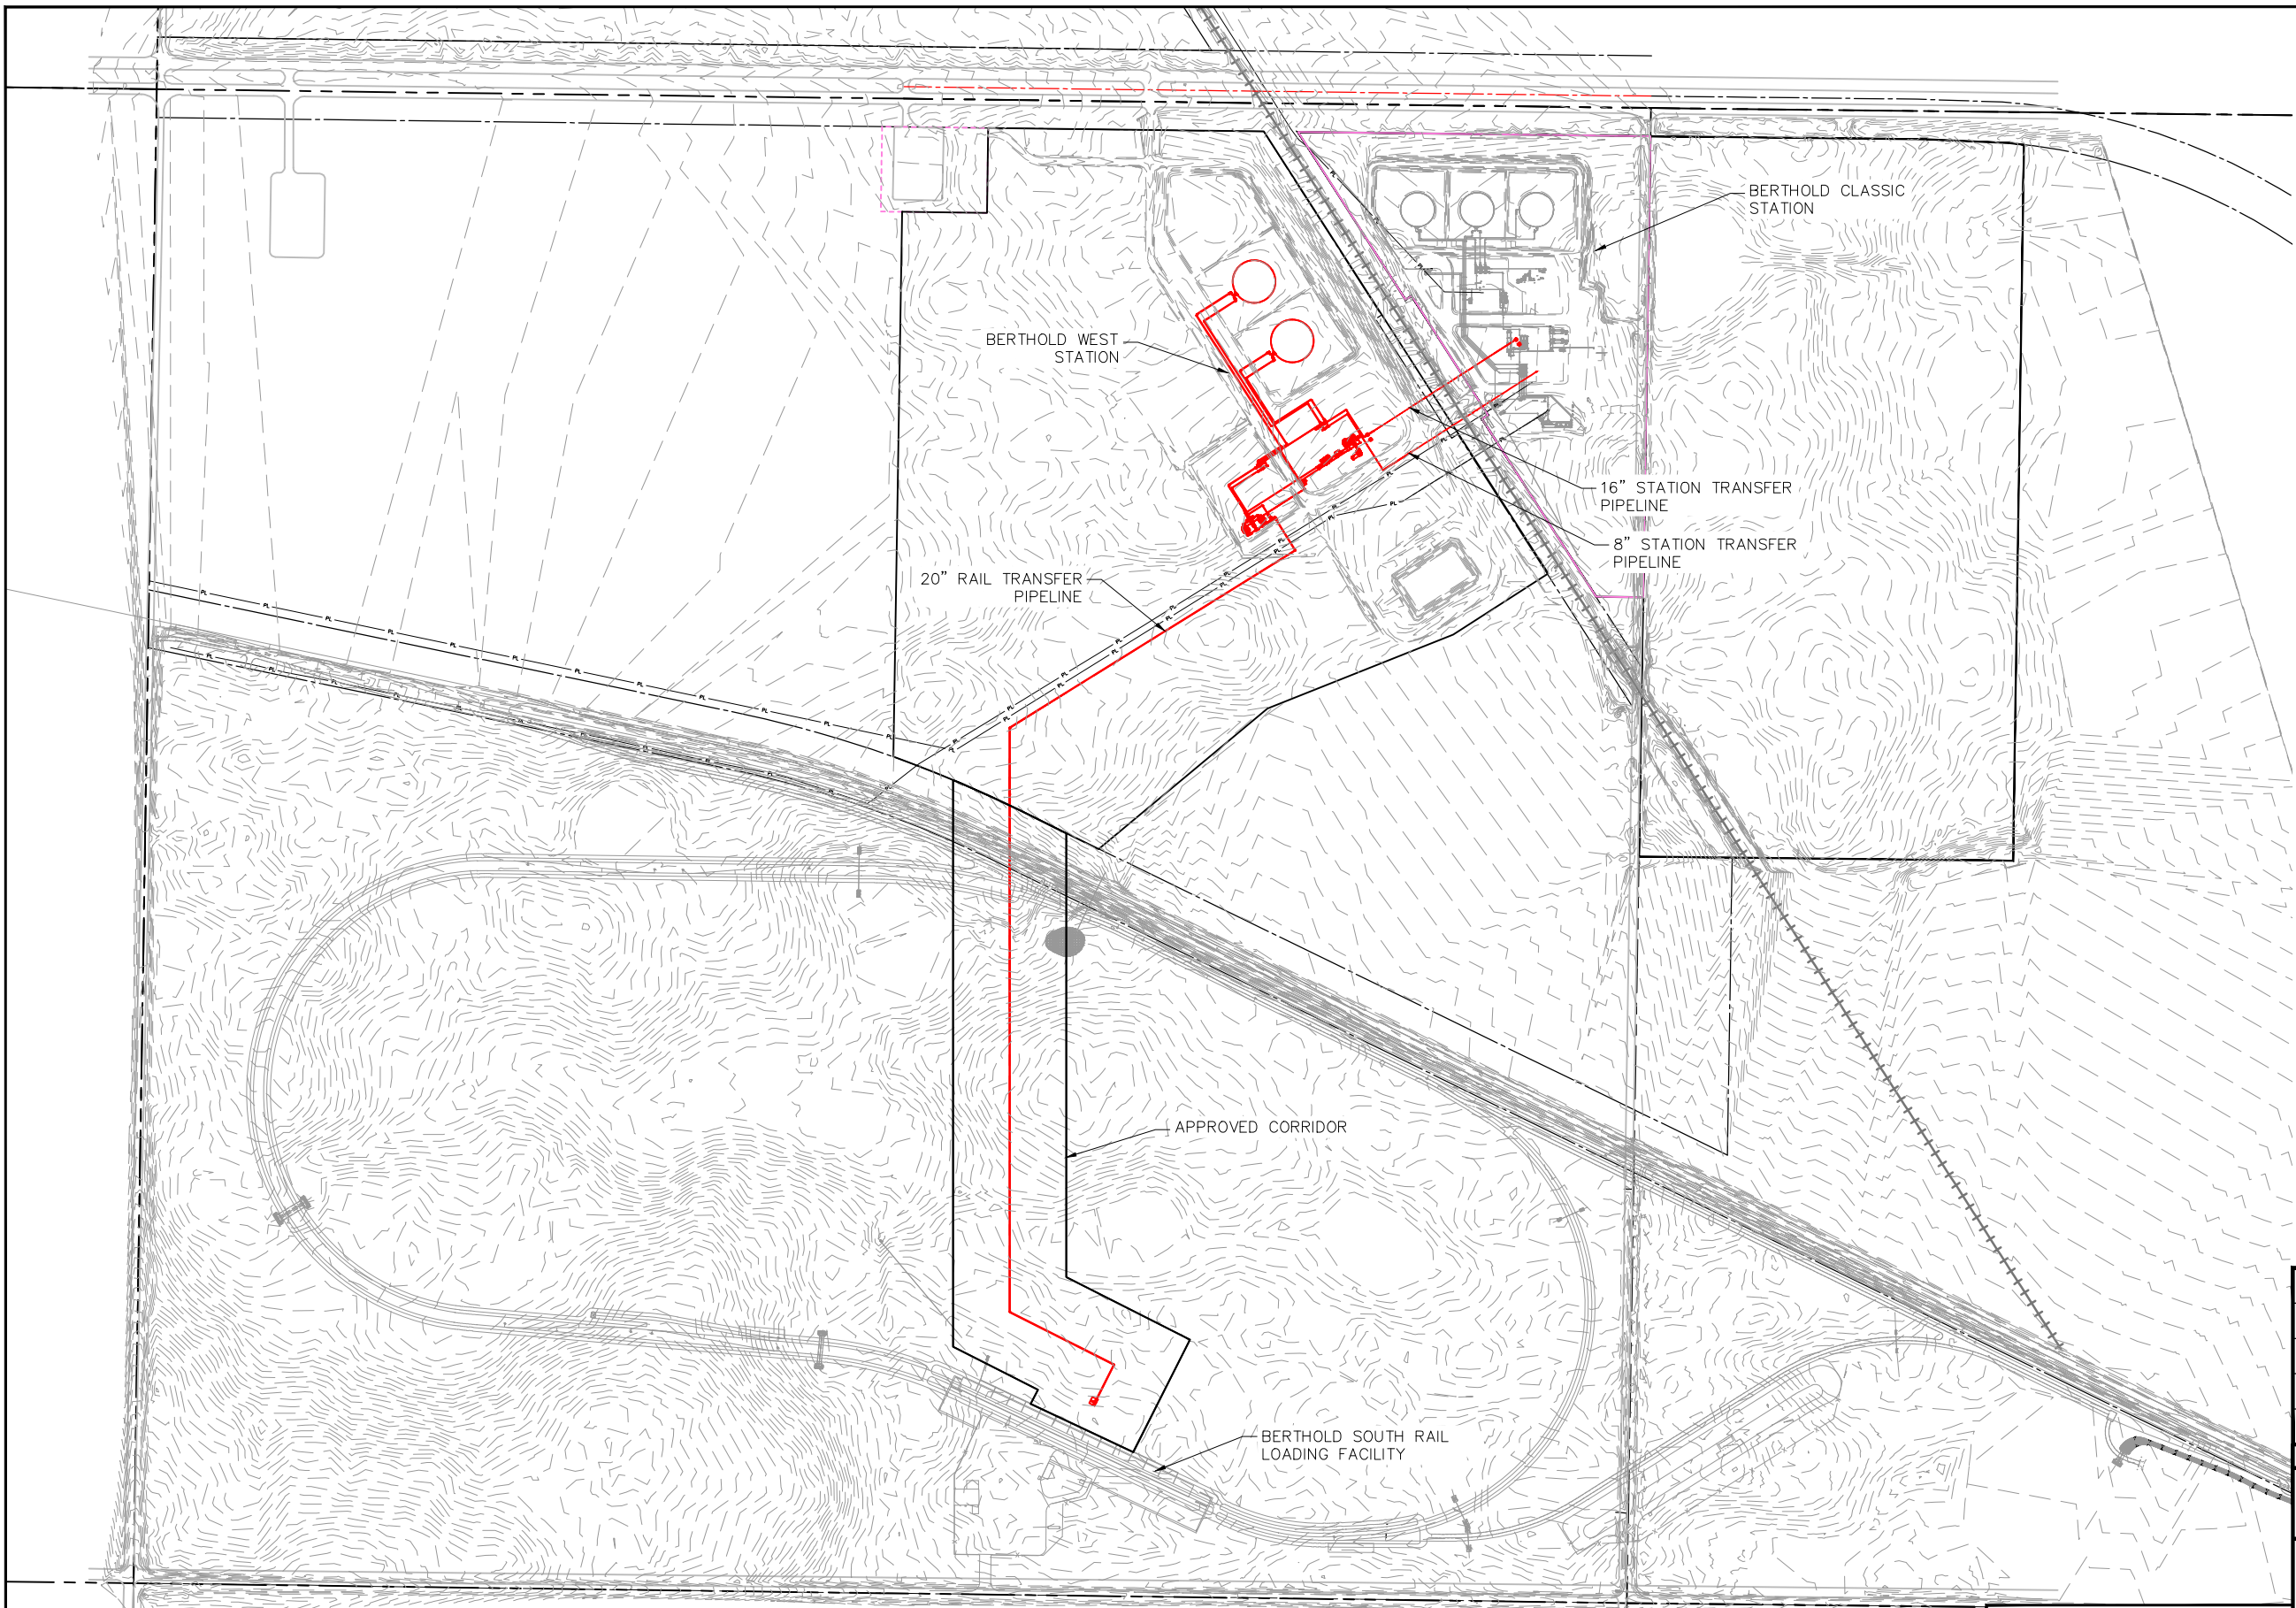 BERTHOLD CLASSIC
STATION
BERTHOLD WEST
STATION
16” STATION TRANSFER
PIPELINE
8” STATION TRANSFER
PIPELINE
20” RAIL TRANSFER
PIPELINE
APPROVED CORRIDOR
BERTHOLD SOUTH RAIL
LOADING FACILITY